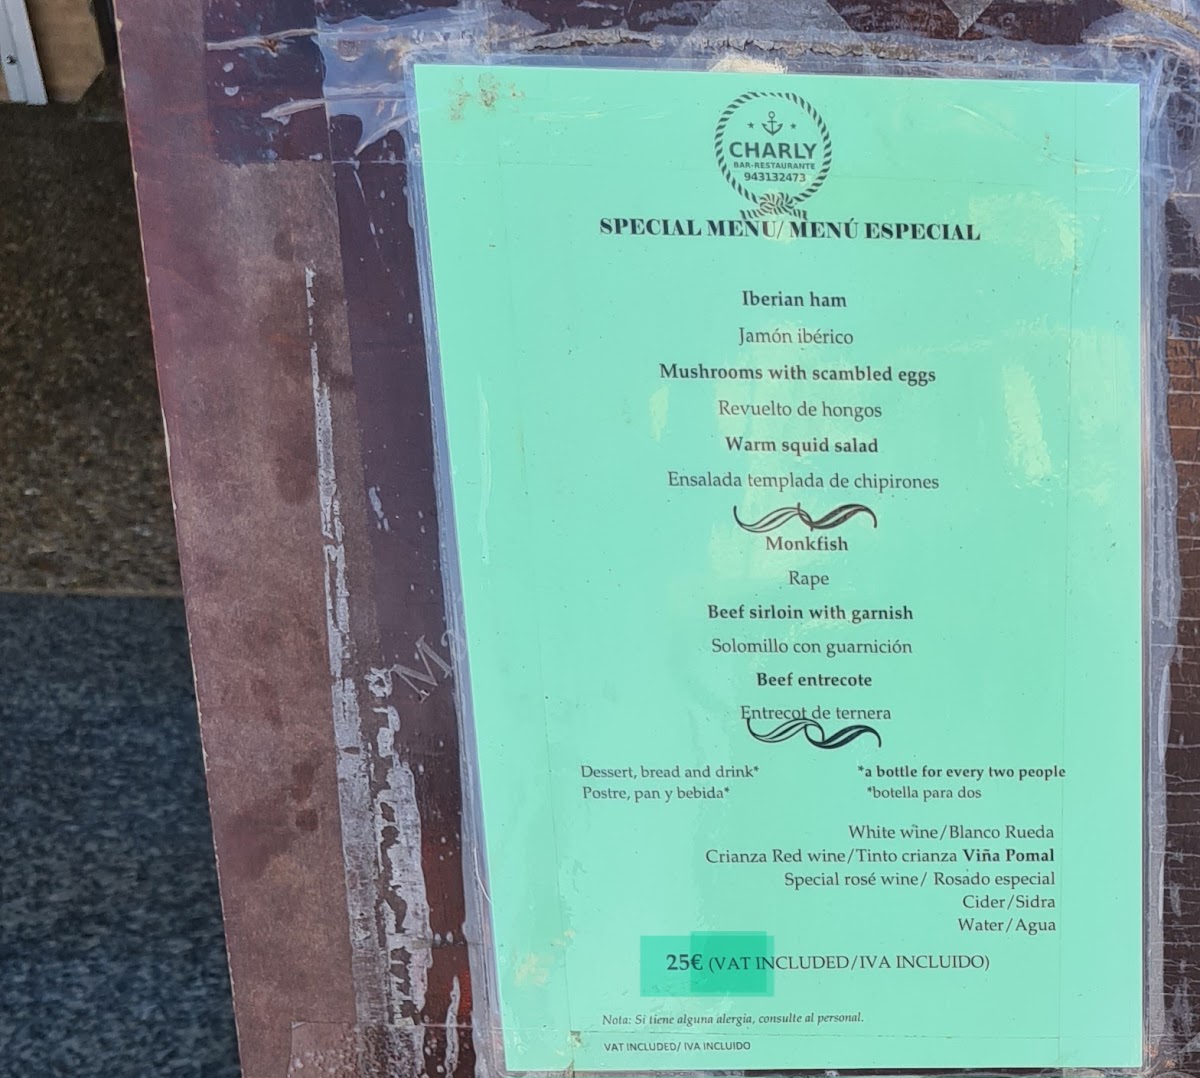 CHARLY
BAR-RESTAURANTE
943132473
SPECIAL MENU/ MENÚ ESPECIAL
Iberian ham
Jamón ibérico
Mushrooms with scambled eggs
Revuelto de hongos
Warm squid salad
Ensalada templada de chipirones
Monkfish
Rape
Beef sirloin with garnish
Solomillo con guarnición
Beef entrecote
Entrecot de ternera
Dessert, bread and drink* *a bottle for every two people
Postre, pan y bebida* *botella para dos
White wine/Blanco Rueda
Crianza Red wine/Tinto crianza Viña Pomal
Special rosé wine/ Rosado especial
Cider/Sidra
Water/Agua
25€ (VAT INCLUDED/IVA INCLUIDO)
Nota: Si tiene alguna alergia, consulte al personal.
VAT INCLUDED/ IVA INCLUIDO